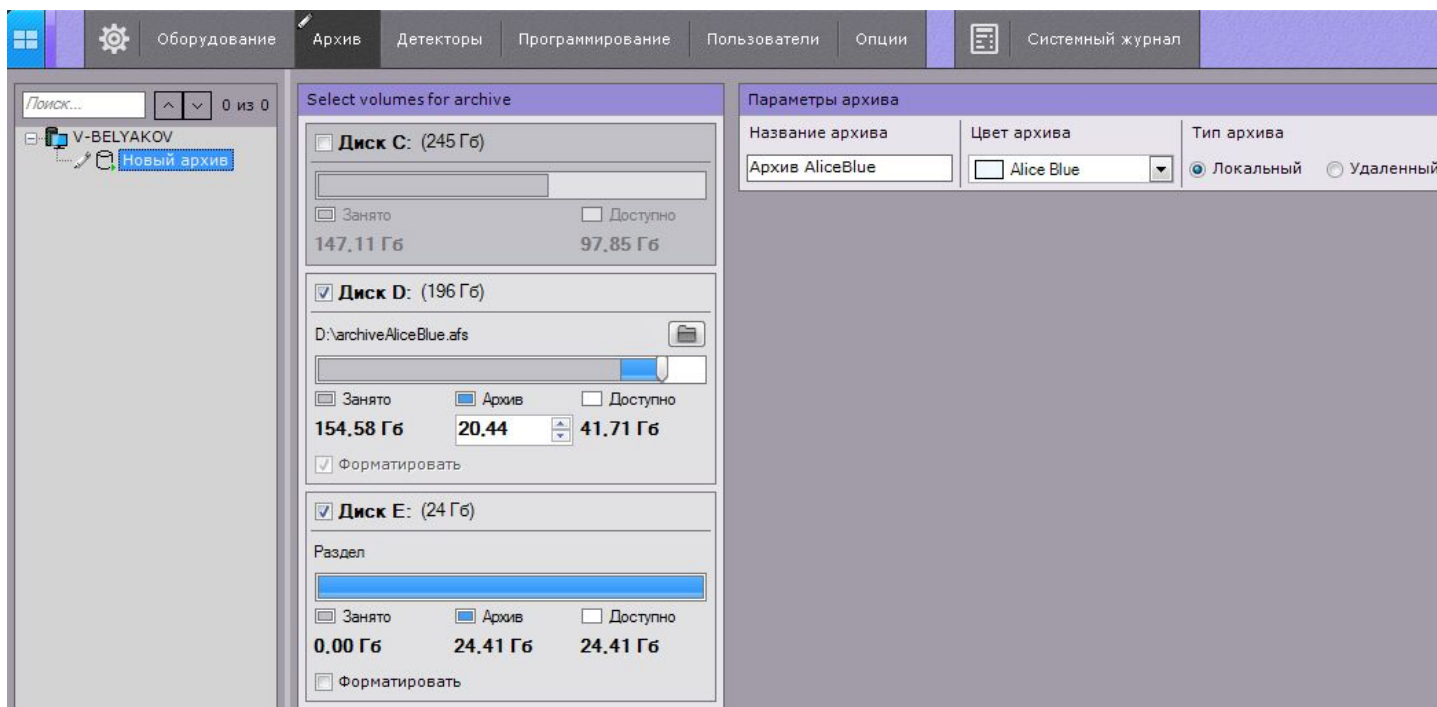 Оборудование Архив Детекторы Программирование Пользователи Опции Системный журнал
Поиск... 0 из 0
V-BELYAKOV
Новый архив
Select volumes for archive
Диск C: (245 Гб)
Занято Доступно
147,11 Гб 97,85 Гб
Диск D: (196 Гб)
D:\archiveAliceBlue.afs
Занято Архив Доступно
154,58 Гб 20,44 41,71 Гб
Форматировать
Диск E: (24 Гб)
Раздел
Занято Архив Доступно
0,00 Гб 24,41 Гб 24,41 Гб
Форматировать
Параметры архива
Название архива Цвет архива Тип архива
Архив AliceBlue Alice Blue Локальный Удаленный